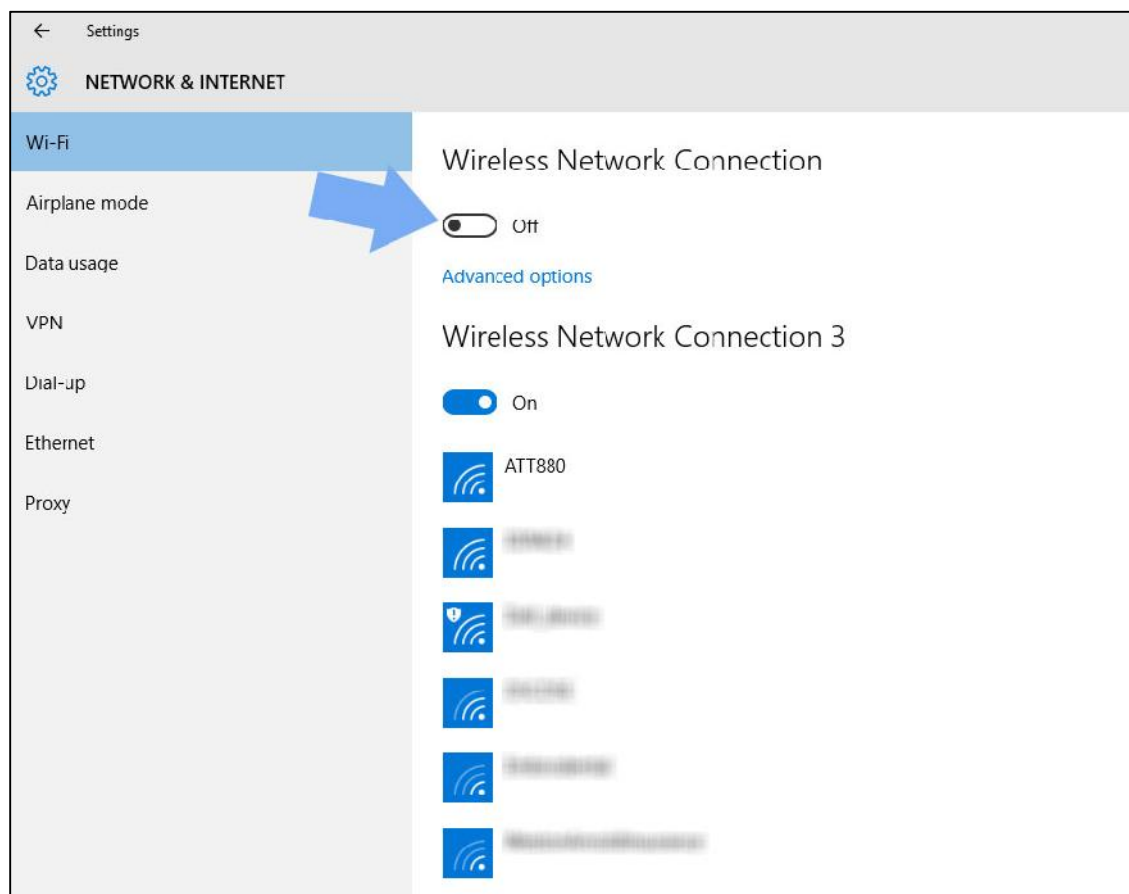 Settings
NETWORK & INTERNET
Wi-Fi
Airplane mode
Data usage
VPN
Dial-up
Ethernet
Proxy
Wireless Network Connection
Off
Advanced options
Wireless Network Connection 3
On
ATT880